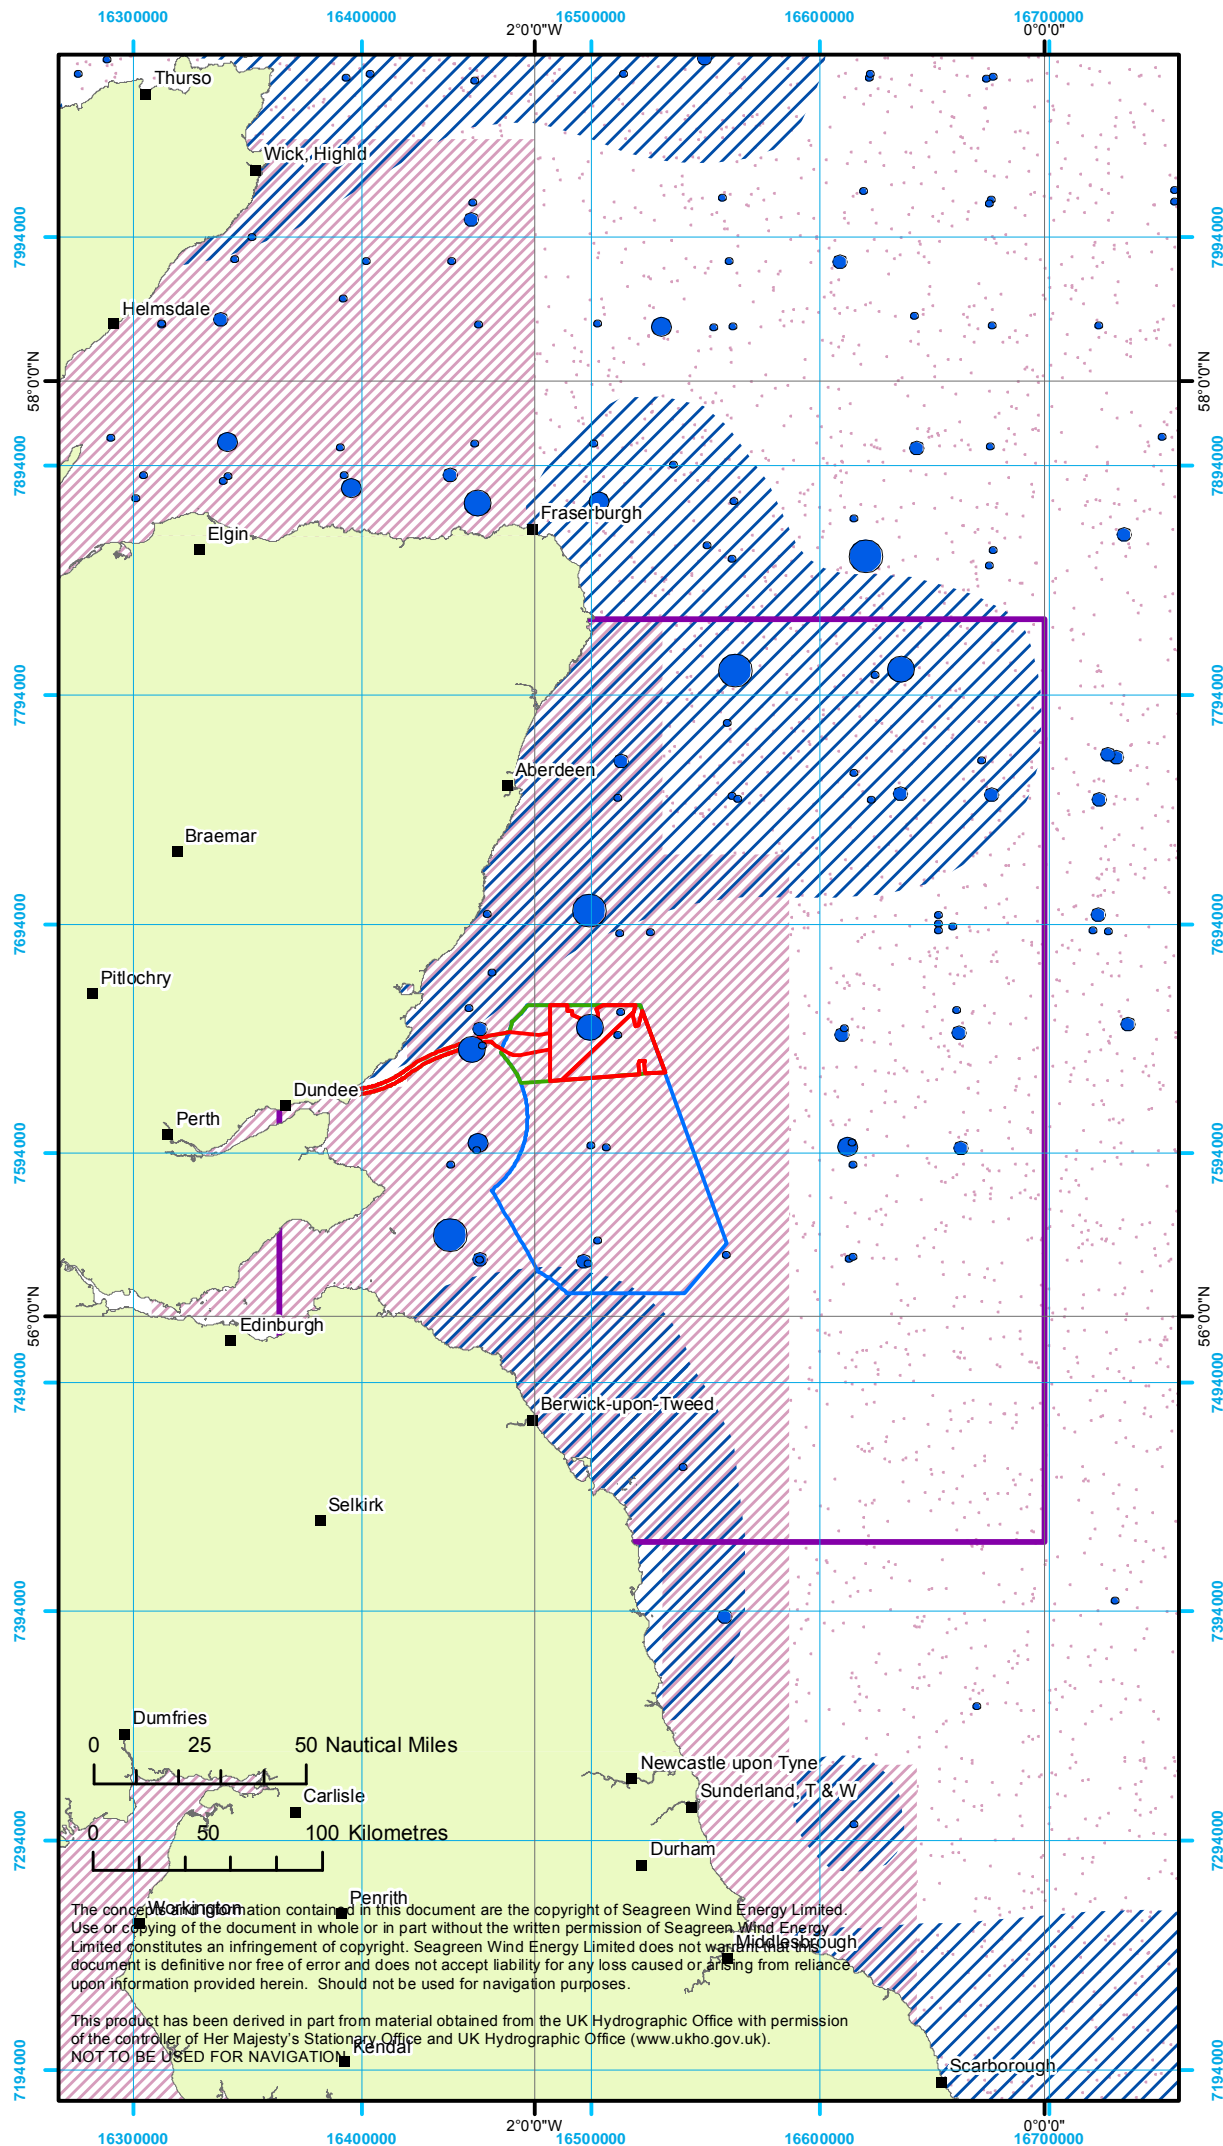 16300000 16400000 16500000 16600000 16700000
2°0'0"W 0°0'0"
Thurso
Wick, Highld
7994000 7994000
Helmsdale
58°0'0"N 58°0'0"N
7894000 7894000
Fraserburgh
Elgin
7794000 7794000
Aberdeen
Braemar
7694000 7694000
Pitlochry
Dundee
Perth
7594000 7594000
56°0'0"N 56°0'0"N
Edinburgh
7494000 7494000
Berwick-upon-Tweed
Selkirk
7394000 7394000
Dumfries
0 25 50 Nautical Miles
Newcastle upon Tyne
Sunderland, T & W
Carlisle
0 50 100 Kilometres
7294000 7294000
Durham
Penrith
Workington
Middlesbrough
The concepts and information contained in this document are the copyright of Seagreen Wind Energy Limited.
Use or copying of the document in whole or in part without the written permission of Seagreen Wind Energy
Limited constitutes an infringement of copyright. Seagreen Wind Energy Limited does not warrant that this
document is definitive nor free of error and does not accept liability for any loss caused or arising from reliance
upon information provided herein. Should not be used for navigation purposes.
This product has been derived in part from material obtained from the UK Hydrographic Office with permission
of the controller of Her Majesty's Stationary Office and UK Hydrographic Office (www.ukho.gov.uk).
NOT TO BE USED FOR NAVIGATION.
Kendal
Scarborough
7194000 7194000
2°0'0"W 0°0'0"
16300000 16400000 16500000 16600000 16700000